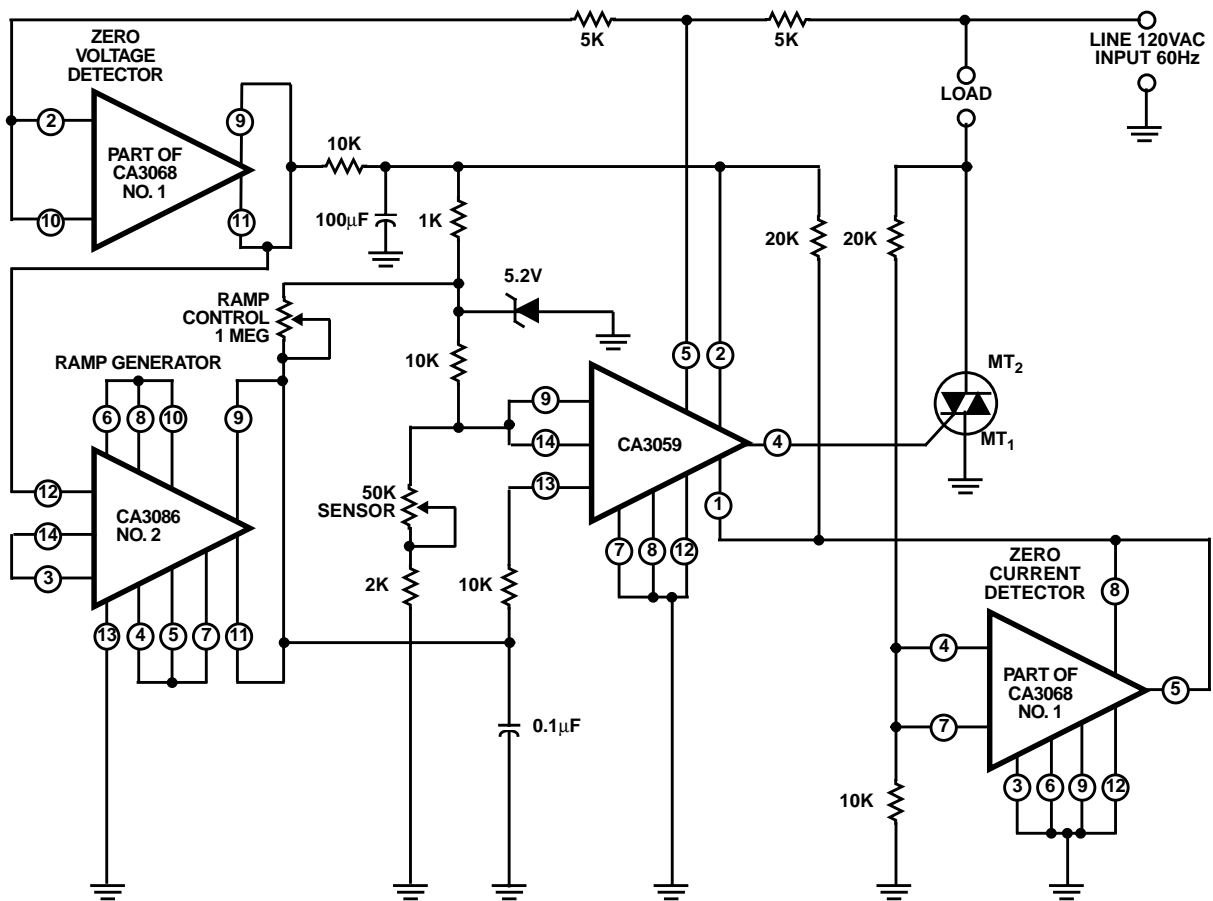 5K
5K
LINE 120VAC
INPUT 60Hz
ZERO
VOLTAGE
DETECTOR
LOAD
2
9
PART OF
CA3068
NO. 1
10
11
10K
100µF
1K
20K
20K
5.2V
RAMP
CONTROL
1 MEG
10K
5
2
MT2
MT1
RAMP GENERATOR
6
8
10
9
9
14
13
CA3059
4
1
12
14
3
CA3086
NO. 2
50K
SENSOR
7
8
12
13
4
5
7
11
2K
10K
ZERO
CURRENT
DETECTOR
8
4
7
PART OF
CA3068
NO. 1
5
0.1µF
10K
3
6
9
12